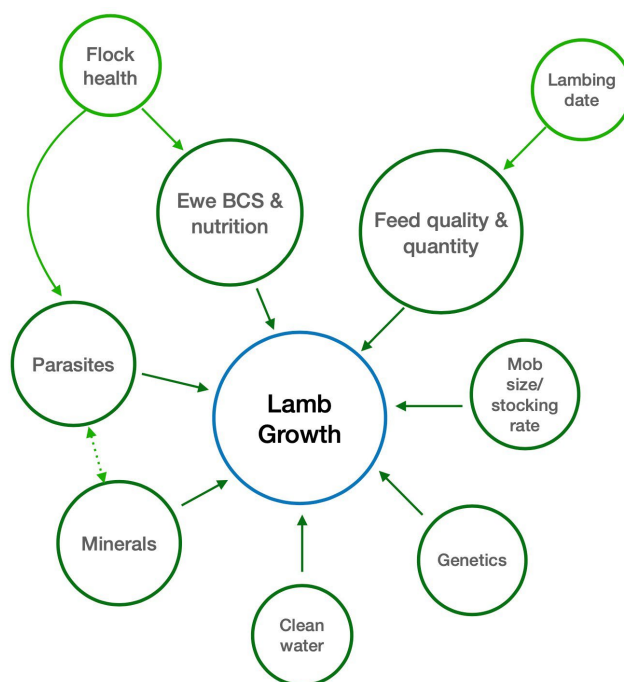 Flock
health
Lambing
date
Ewe BCS &
nutrition
Feed quality &
quantity
Parasites
Lamb
Growth
Mob
size/
stocking
rate
Minerals
Genetics
Clean
water